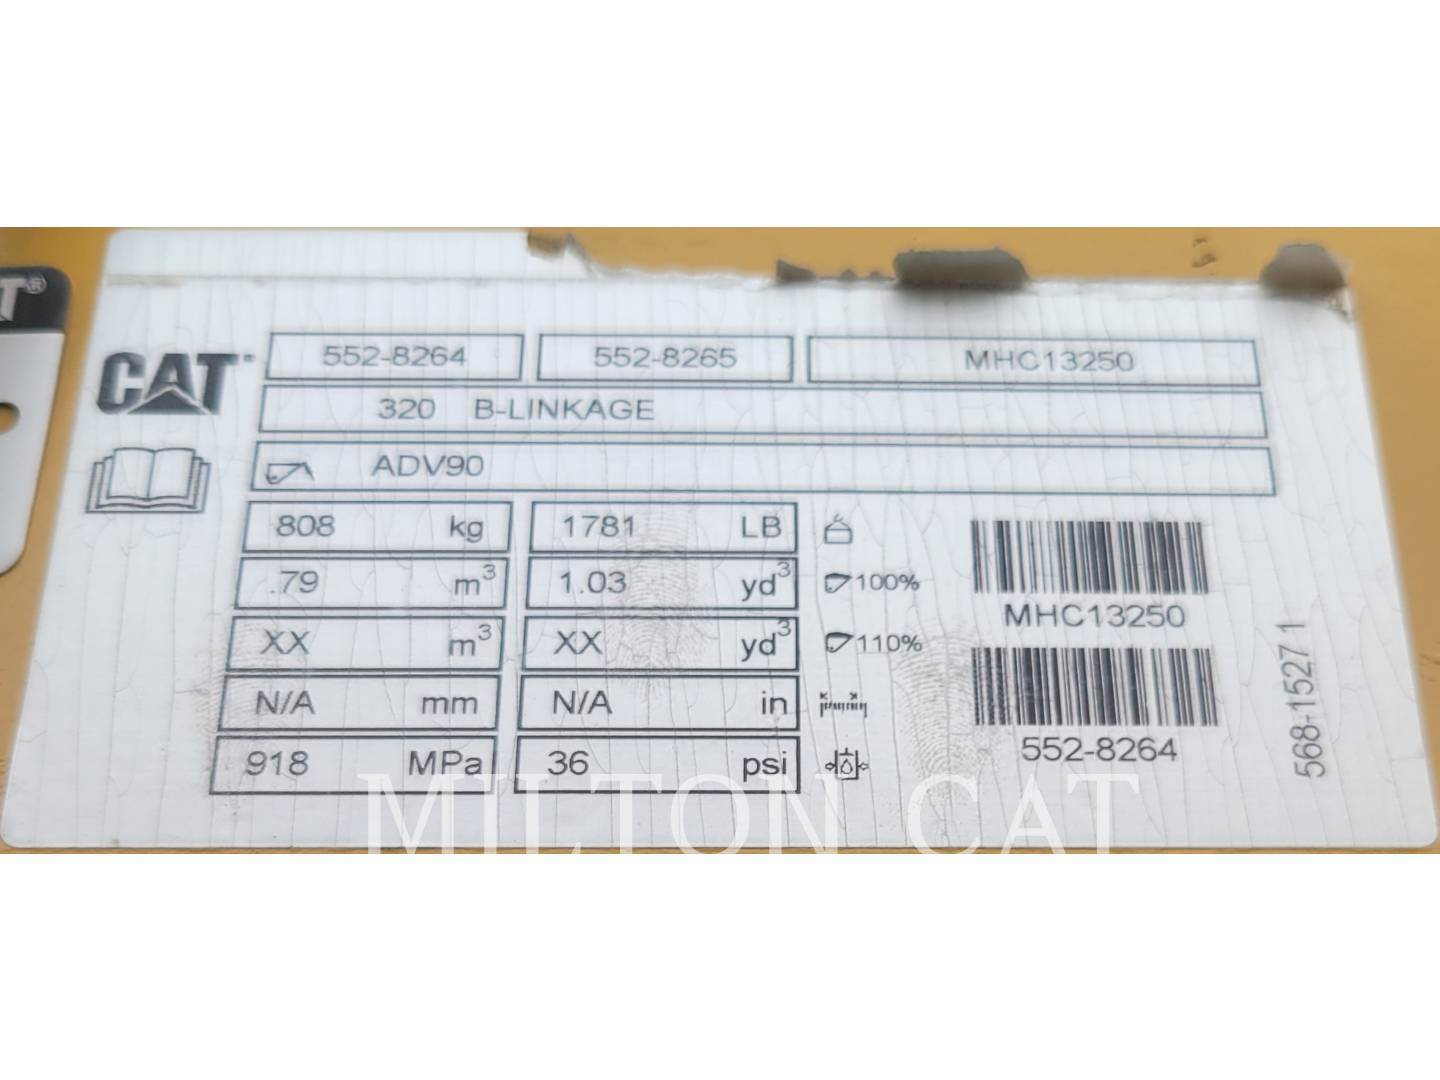 T®
CAT
552-8264 552-8265 MHC13250
320 B-LINKAGE
ADV90
808 kg 1781 LB
.79 m³ 1.03 yd³ 100%
XX m³ XX yd³ 110%
N/A mm N/A in
918 MPa 36 psi
MHC13250
552-8264
568-1527 1
MILTON CAT